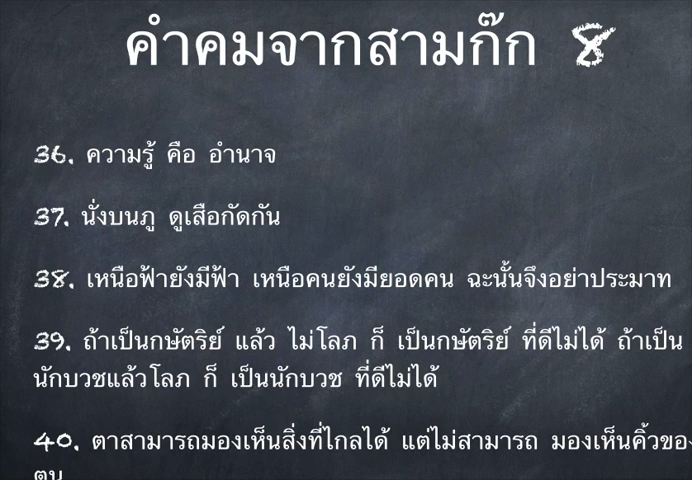 คำคมจากสามก๊ก 8
36. ความรู้ คือ อำนาจ
37. นั่งบนภู ดูเสือกัดกัน
38. เหนือฟ้ายังมีฟ้า เหนือคนยังมียอดคน ฉะนั้นจึงอย่าประมาท
39. ถ้าเป็นกษัตริย์ แล้ว ไม่โลภ ก็ เป็นกษัตริย์ ที่ดีไม่ได้ ถ้าเป็น
นักบวชแล้วโลภ ก็ เป็นนักบวช ที่ดีไม่ได้
40. ตาสามารถมองเห็นสิ่งที่ไกลได้ แต่ไม่สามารถ มองเห็นคิ้วของ
ตน